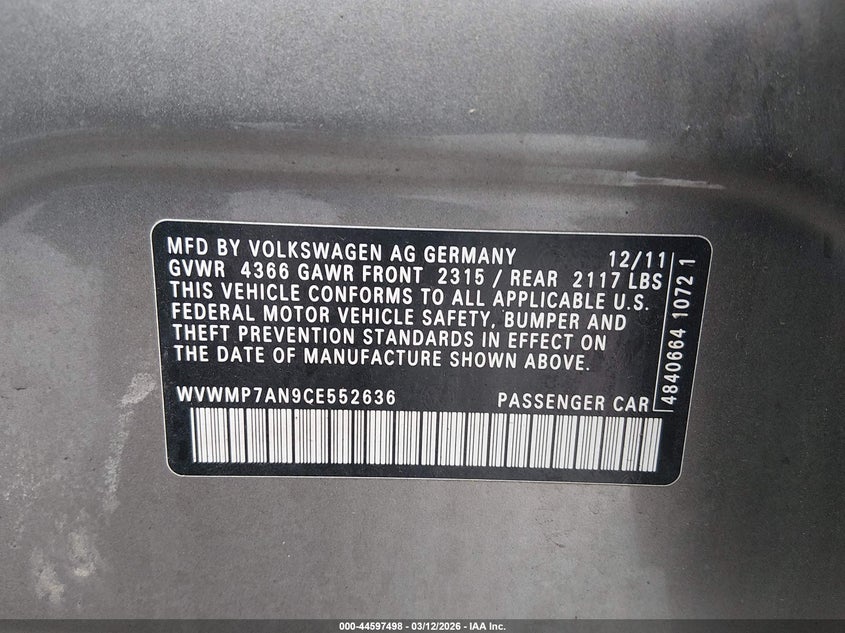 MFD BY VOLKSWAGEN AG GERMANY 12/11
GVWR 4366 GAWR FRONT 2315 / REAR 2117 LBS
THIS VEHICLE CONFORMS TO ALL APPLICABLE U.S.
FEDERAL MOTOR VEHICLE SAFETY, BUMPER AND
THEFT PREVENTION STANDARDS IN EFFECT ON
THE DATE OF MANUFACTURE SHOWN ABOVE.
WVWMP7AN9CE552636 PASSENGER CAR
4840664 1072 1
000-44597498 - 03/12/2026 - IAA Inc.